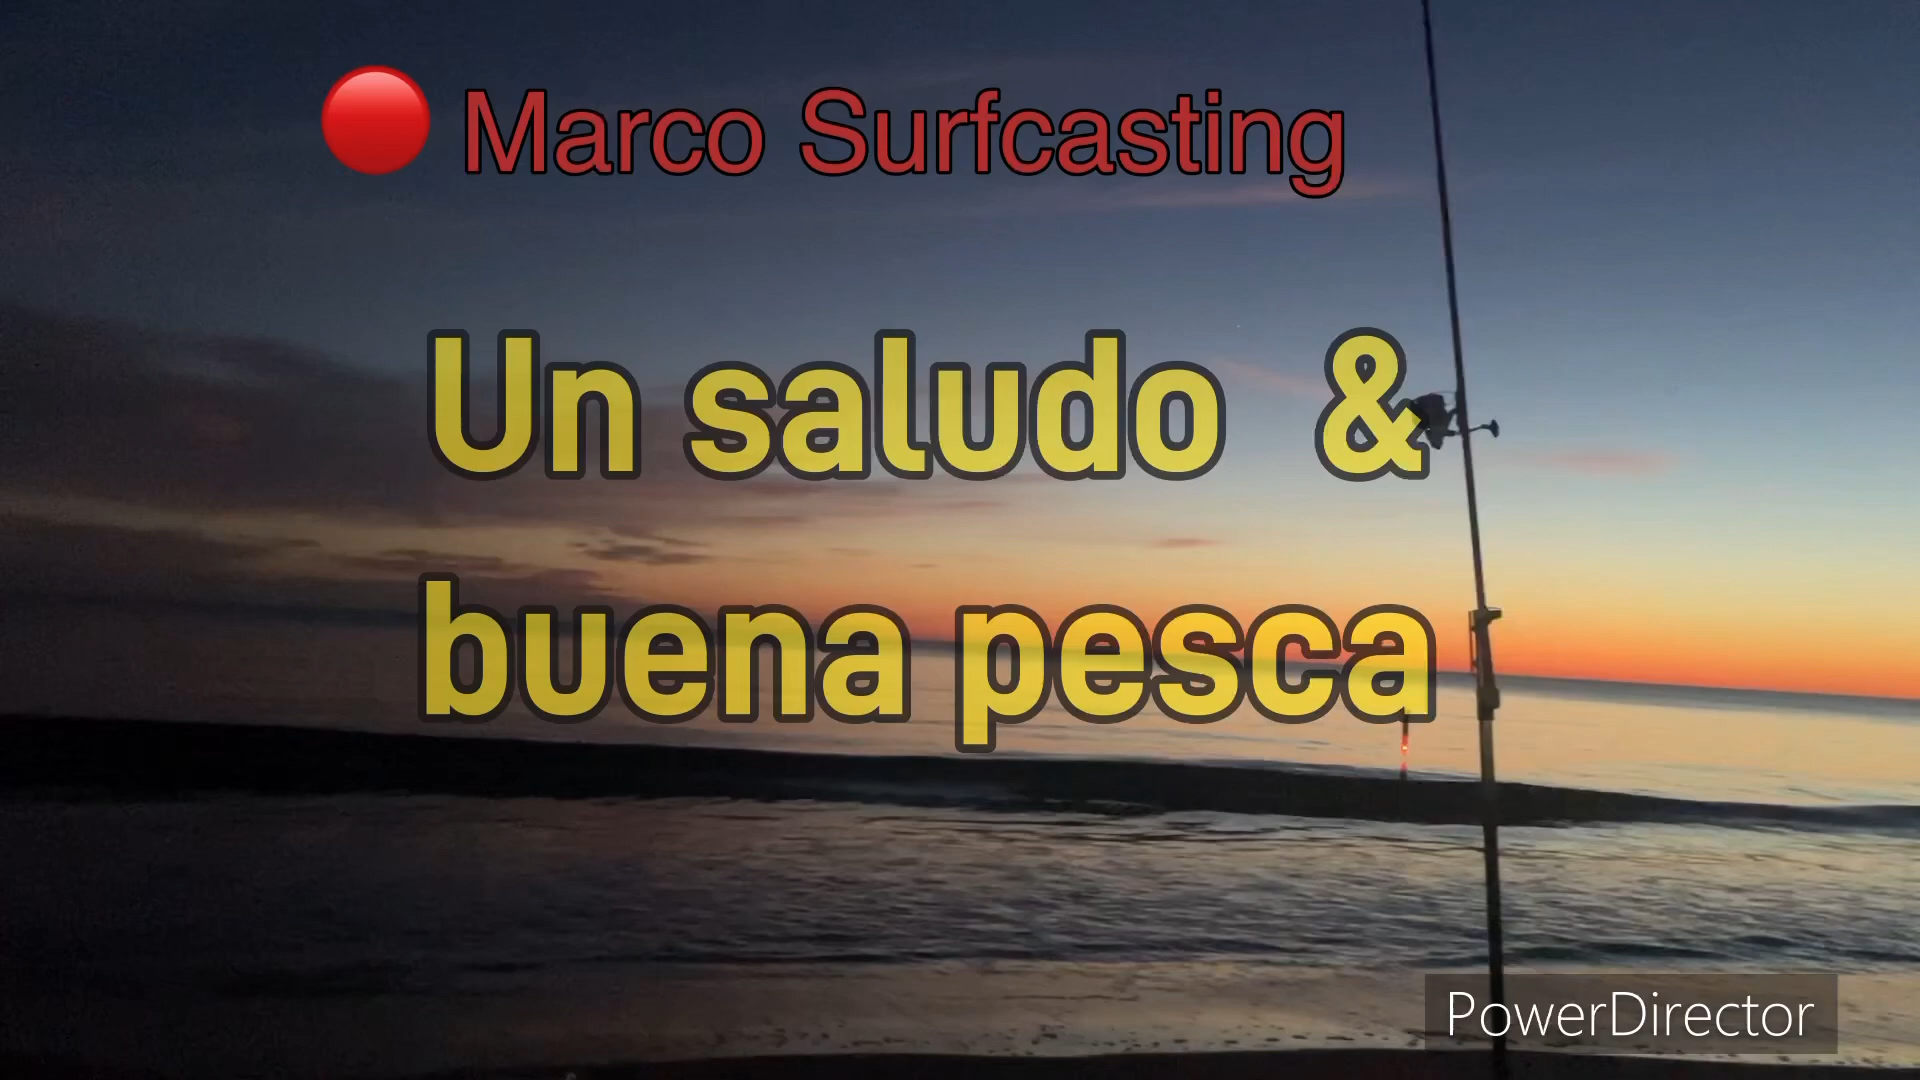 🔴 Marco Surfcasting
Un saludo &
buena pesca
PowerDirector